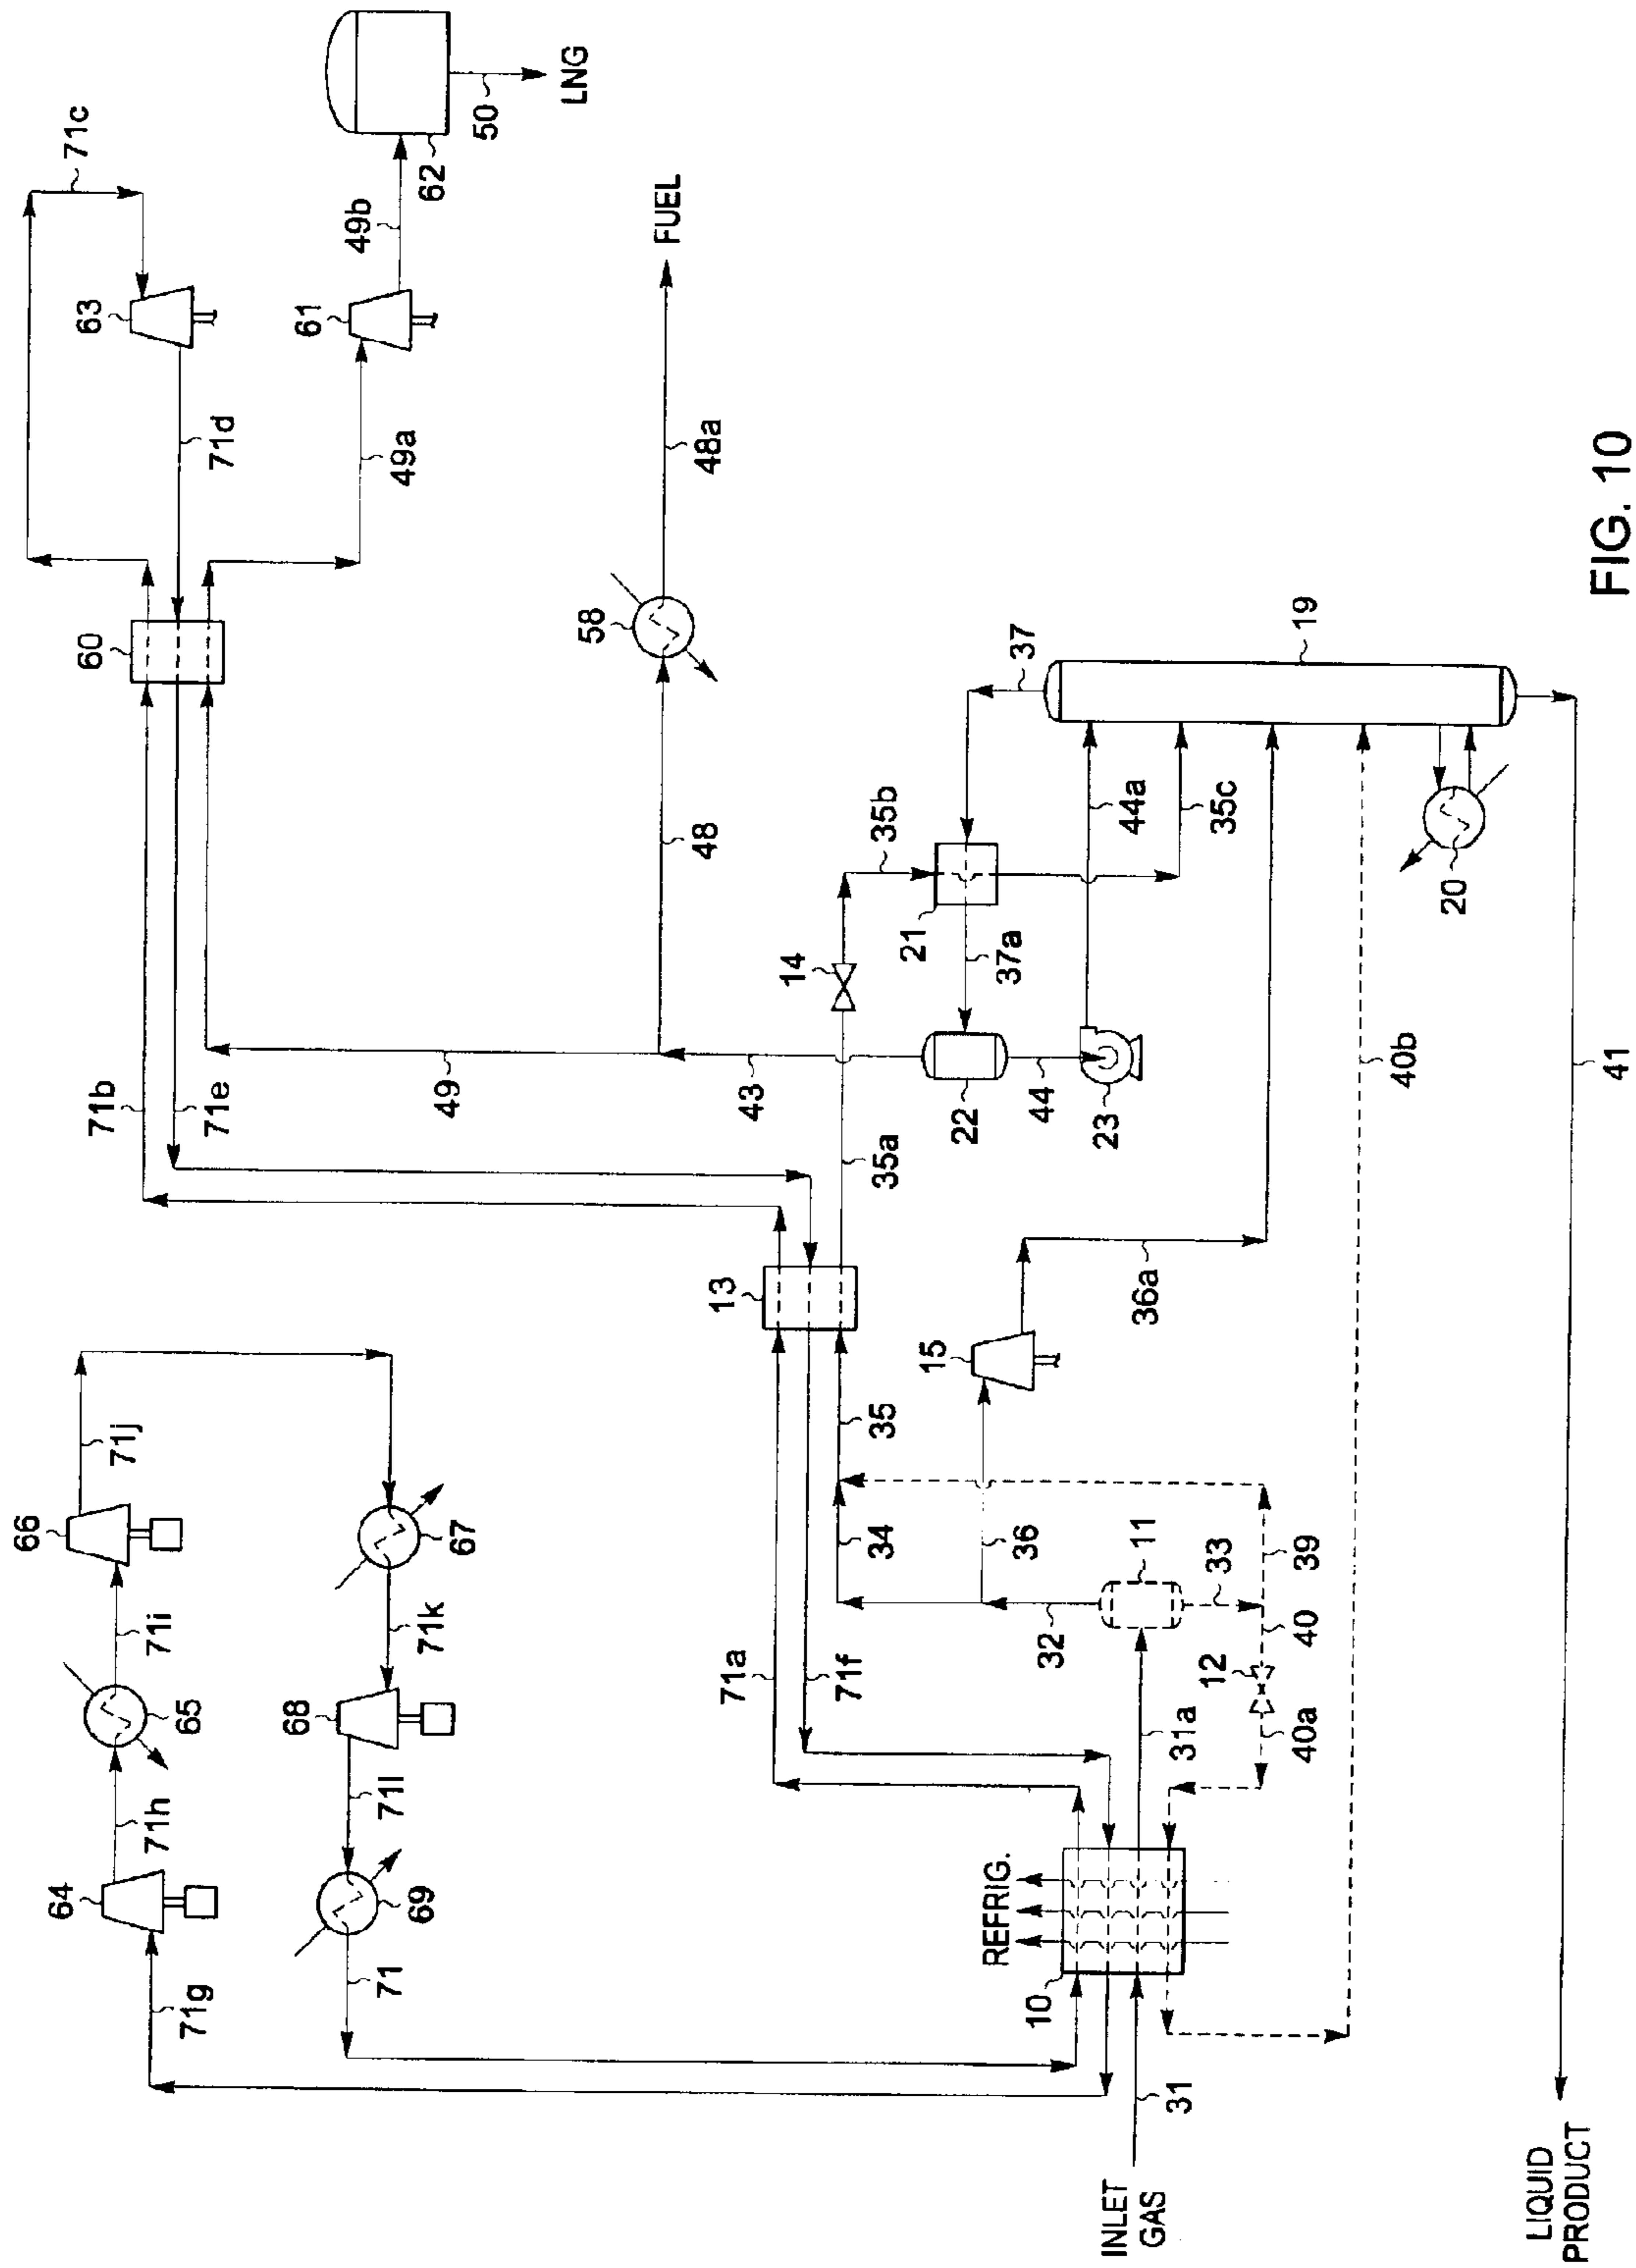 71g
64
71h
65
71i
66
71j
67
71k
68
71l
69
71
71b
71e
60
71c
63
71d
61
49a
49b
62
50
LNG
49
48
58
48a
FUEL
43
71a
71f
13
35
34
35a
14
35b
21
37a
22
44
23
44a
35c
37
19
20
15
36
36a
32
11
33
39
40
12
40a
31a
REFRIG.
10
31
INLET
GAS
40b
41
LIQUID
PRODUCT
FIG. 10